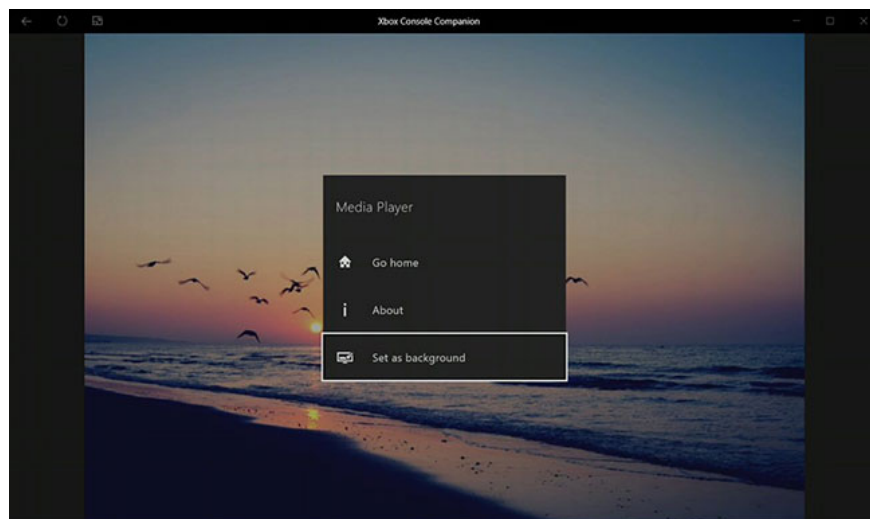 Xbox Console Companion
Media Player
Go home
About
Set as background